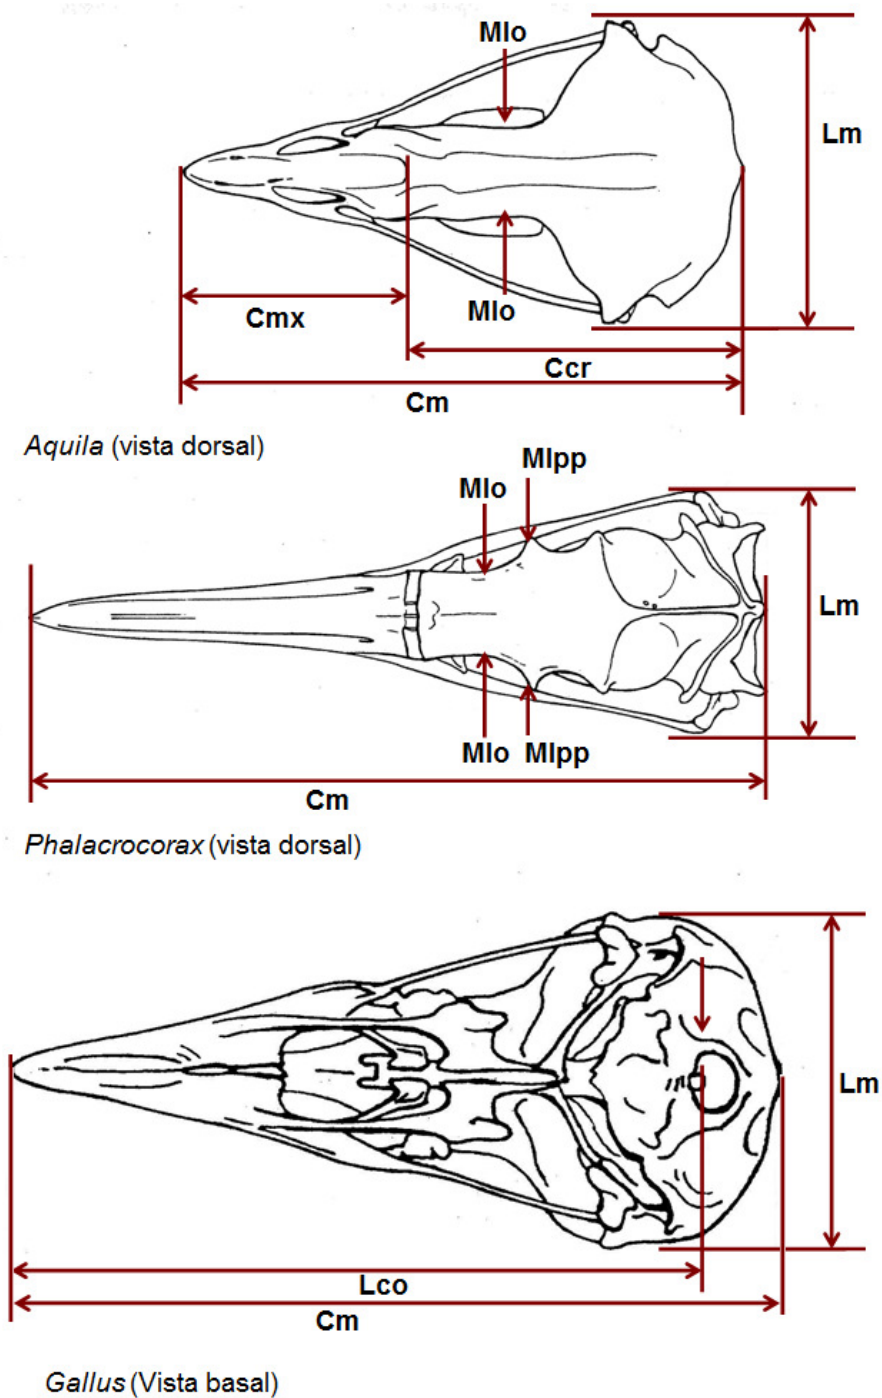 Mlo
Lm
Cmx
Mlo
Ccr
Cm
Aquila (vista dorsal)
Mlpp
Mlo
Lm
Mlo Mlpp
Cm
Phalacrocorax (vista dorsal)
Lm
Lco
Cm
Gallus (Vista basal)